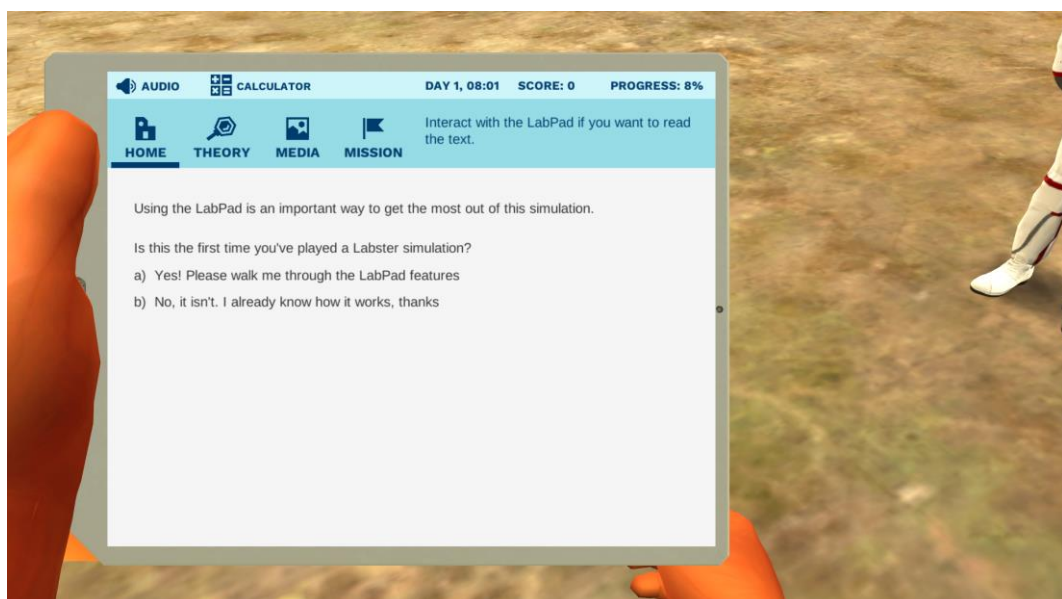 AUDIO
CALCULATOR
DAY 1, 08:01
SCORE: 0
PROGRESS: 8%
HOME
THEORY
MEDIA
MISSION
Interact with the LabPad if you want to read
the text.
Using the LabPad is an important way to get the most out of this simulation.
Is this the first time you've played a Labster simulation?
a) Yes! Please walk me through the LabPad features
b) No, it isn't. I already know how it works, thanks